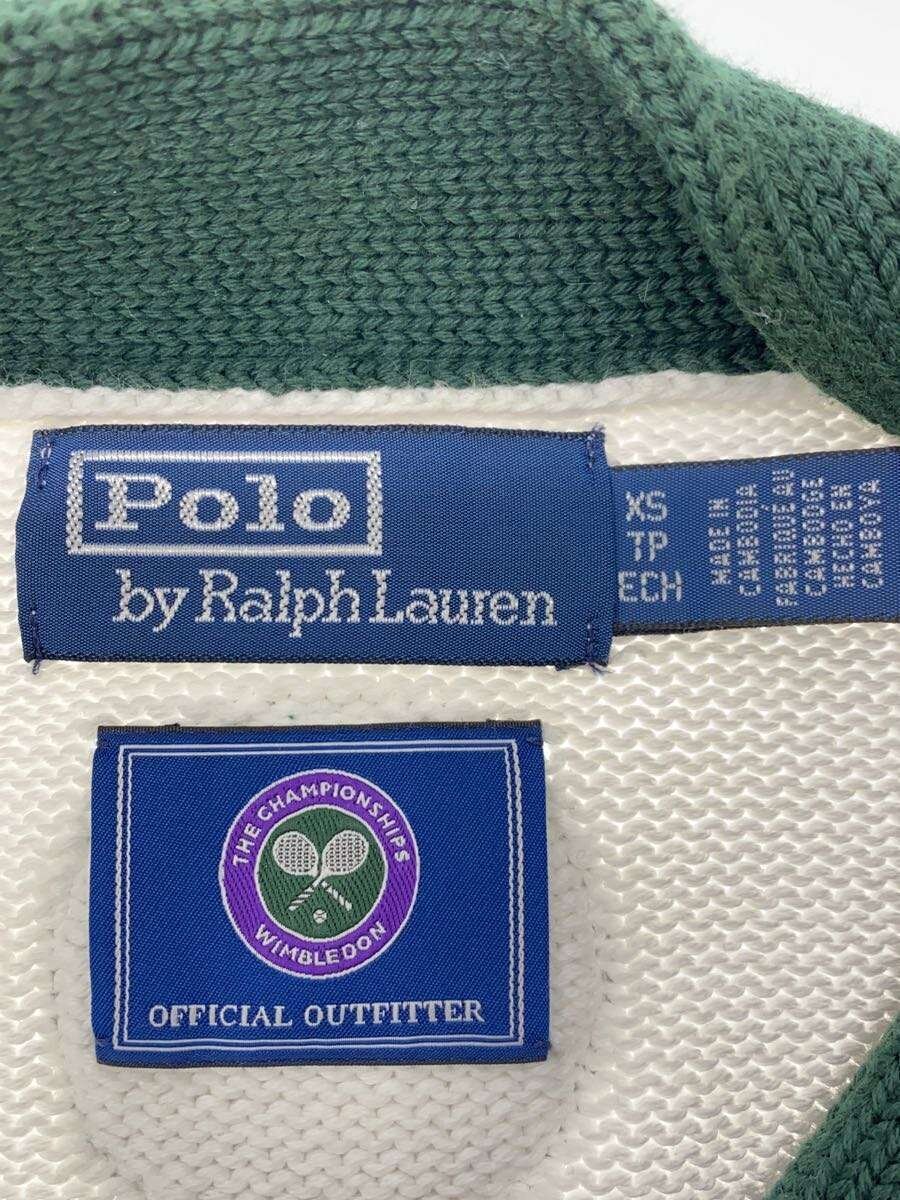 Polo
by Ralph Lauren
XS
TP
ECH
MADE IN
CAMBODIA
FABRIQUÉ AU
CAMBODGE
HECHO EN
CAMBOYA
THE CHAMPIONSHIPS
WIMBLEDON
OFFICIAL OUTFITTER